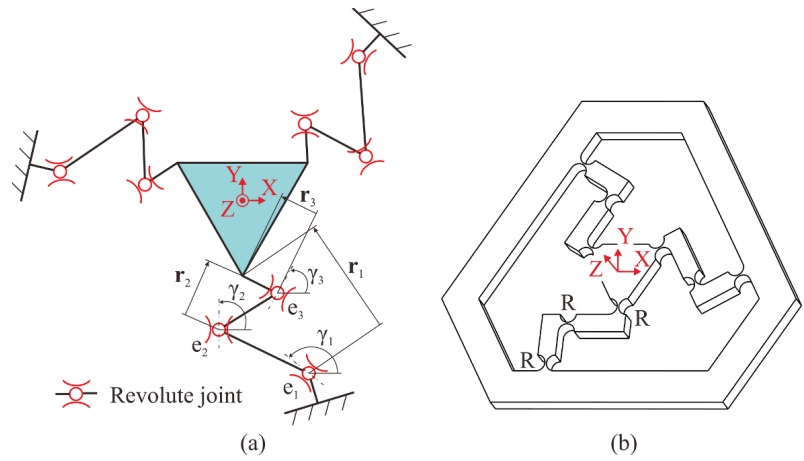 Y
X
Z
r3
r2
r1
γ2
γ3
e3
e2
γ1
e1
Revolute joint
(a)
Y
Z
X
R
R
R
(b)